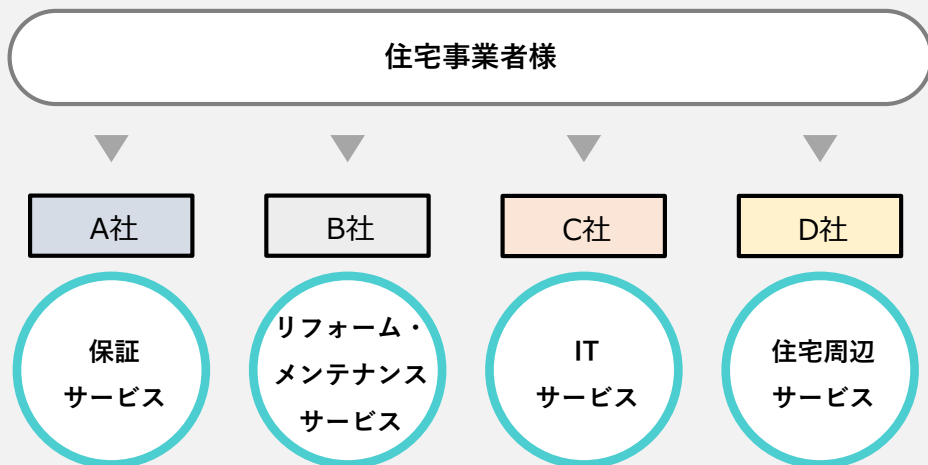 住宅事業者様
A社
B社
C社
D社
保証
サービス
リフォーム・
メンテナンス
サービス
IT
サービス
住宅周辺
サービス